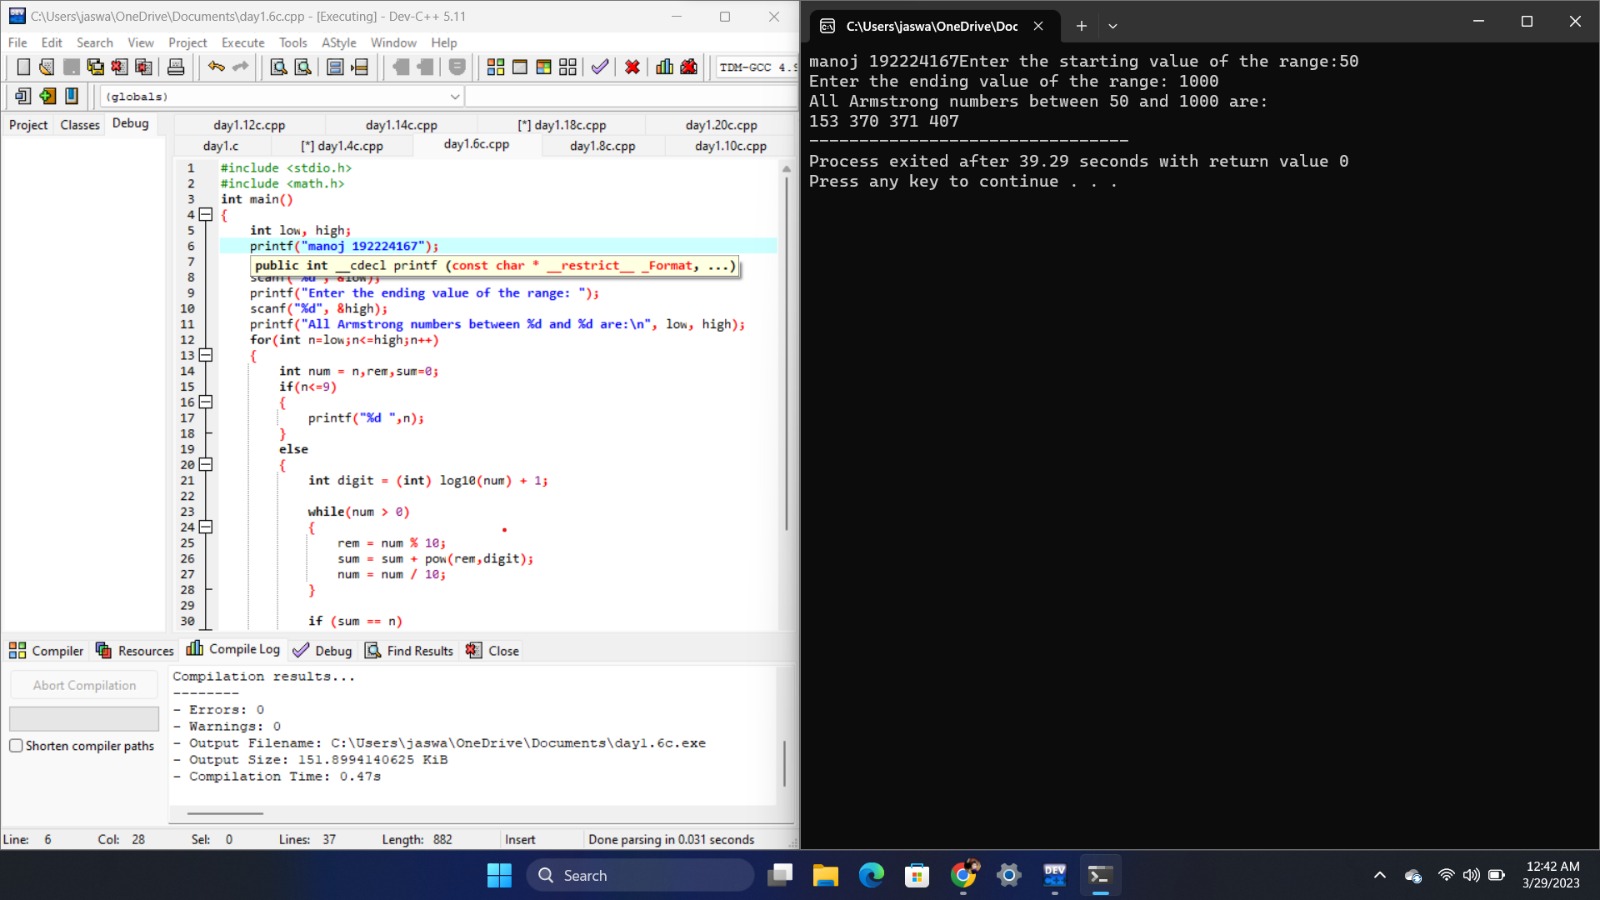 C:\Users\jaswa\OneDrive\Documents\day1.6c.cpp - [Executing] - Dev-C++ 5.11
File Edit Search View Project Execute Tools AStyle Window Help
TDM-GCC 4.9
(globals)
Project Classes Debug
day1.12c.cpp day1.14c.cpp [*] day1.18c.cpp day1.20c.cpp
day1.c [*] day1.4c.cpp day1.6c.cpp day1.8c.cpp day1.10c.cpp
1 #include <stdio.h>
2 #include <math.h>
3 int main()
4 {
5 int low, high;
6 printf("manoj 192224167");
7 public int __cdecl printf (const char * __restrict__ _Format, ...)
8 scanf("%d", &low);
9 printf("Enter the ending value of the range: ");
10 scanf("%d", &high);
11 printf("All Armstrong numbers between %d and %d are:\n", low, high);
12 for(int n=low;n<=high;n++)
13 {
14 int num = n,rem,sum=0;
15 if(n<=9)
16 {
17 printf("%d ",n);
18 }
19 else
20 {
21 int digit = (int) log10(num) + 1;
22
23 while(num > 0)
24 {
25 rem = num % 10;
26 sum = sum + pow(rem,digit);
27 num = num / 10;
28 }
29
30 if (sum == n)
Compiler Resources Compile Log Debug Find Results Close
Abort Compilation
Shorten compiler paths
Compilation results...
--------
- Errors: 0
- Warnings: 0
- Output Filename: C:\Users\jaswa\OneDrive\Documents\day1.6c.exe
- Output Size: 151.8994140625 KiB
- Compilation Time: 0.47s
Line: 6 Col: 28 Sel: 0 Lines: 37 Length: 882 Insert Done parsing in 0.031 seconds
C:\Users\jaswa\OneDrive\Doc
manoj 192224167Enter the starting value of the range:50
Enter the ending value of the range: 1000
All Armstrong numbers between 50 and 1000 are:
153 370 371 407
--------------------------------
Process exited after 39.29 seconds with return value 0
Press any key to continue . . .
Search
DEV
12:42 AM
3/29/2023